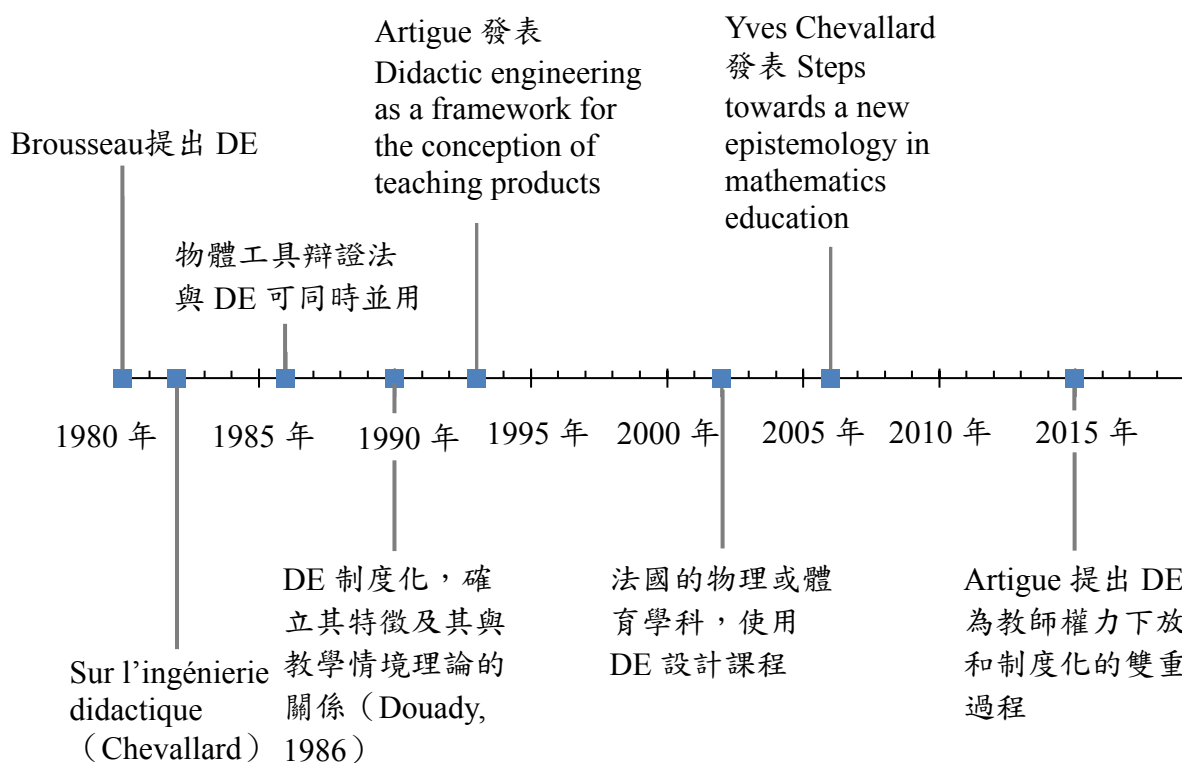 Artigue 發表
Didactic engineering
as a framework for
the conception of
teaching products
Yves Chevallard
發表 Steps
towards a new
epistemology in
mathematics
education
Brousseau提出 DE
物體工具辯證法
與 DE 可同時並用
1980 年
1985 年
1990 年
1995 年
2000 年
2005 年
2010 年
2015 年
Sur l’ingénierie
didactique
（Chevallard）
DE 制度化，確
立其特徵及其與
教學情境理論的
關係（Douady,
1986）
法國的物理或體
育學科，使用
DE 設計課程
Artigue 提出 DE
為教師權力下放
和制度化的雙重
過程